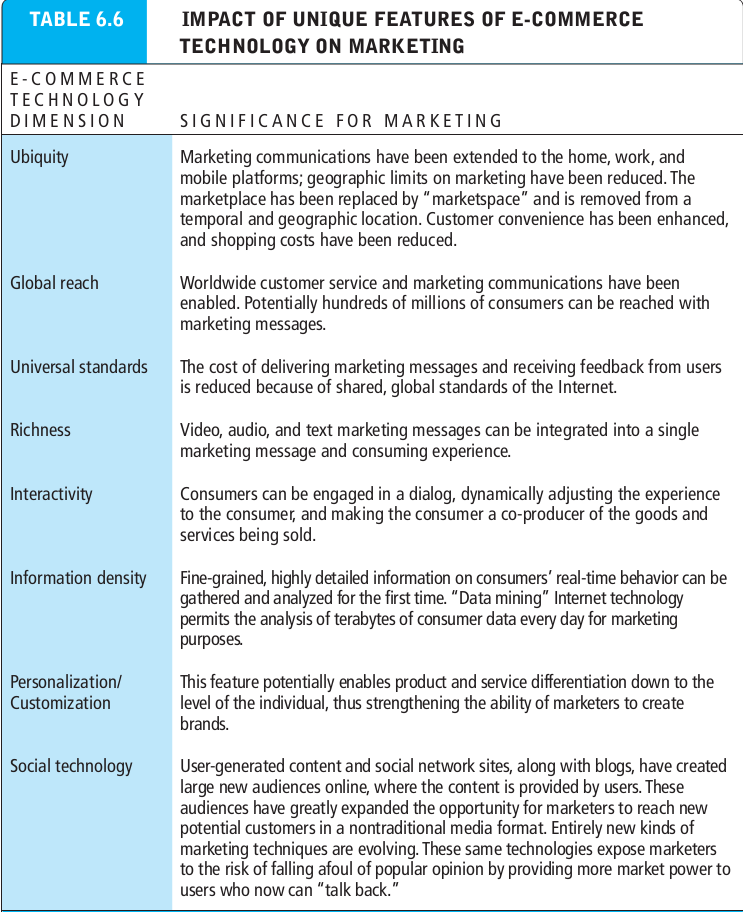 TABLE 6.6
IMPACT OF UNIQUE FEATURES OF E-COMMERCE
TECHNOLOGY ON MARKETING
E-COMMERCE
TECHNOLOGY
DIMENSION
SIGNIFICANCE FOR MARKETING
Ubiquity
Marketing communications have been extended to the home, work, and
mobile platforms; geographic limits on marketing have been reduced. The
marketplace has been replaced by “marketspace” and is removed from a
temporal and geographic location. Customer convenience has been enhanced,
and shopping costs have been reduced.
Global reach
Worldwide customer service and marketing communications have been
enabled. Potentially hundreds of millions of consumers can be reached with
marketing messages.
Universal standards
The cost of delivering marketing messages and receiving feedback from users
is reduced because of shared, global standards of the Internet.
Richness
Video, audio, and text marketing messages can be integrated into a single
marketing message and consuming experience.
Interactivity
Consumers can be engaged in a dialog, dynamically adjusting the experience
to the consumer, and making the consumer a co-producer of the goods and
services being sold.
Information density
Fine-grained, highly detailed information on consumers’ real-time behavior can be
gathered and analyzed for the first time. “Data mining” Internet technology
permits the analysis of terabytes of consumer data every day for marketing
purposes.
Personalization/
Customization
This feature potentially enables product and service differentiation down to the
level of the individual, thus strengthening the ability of marketers to create
brands.
Social technology
User-generated content and social network sites, along with blogs, have created
large new audiences online, where the content is provided by users. These
audiences have greatly expanded the opportunity for marketers to reach new
potential customers in a nontraditional media format. Entirely new kinds of
marketing techniques are evolving. These same technologies expose marketers
to the risk of falling afoul of popular opinion by providing more market power to
users who now can “talk back.”